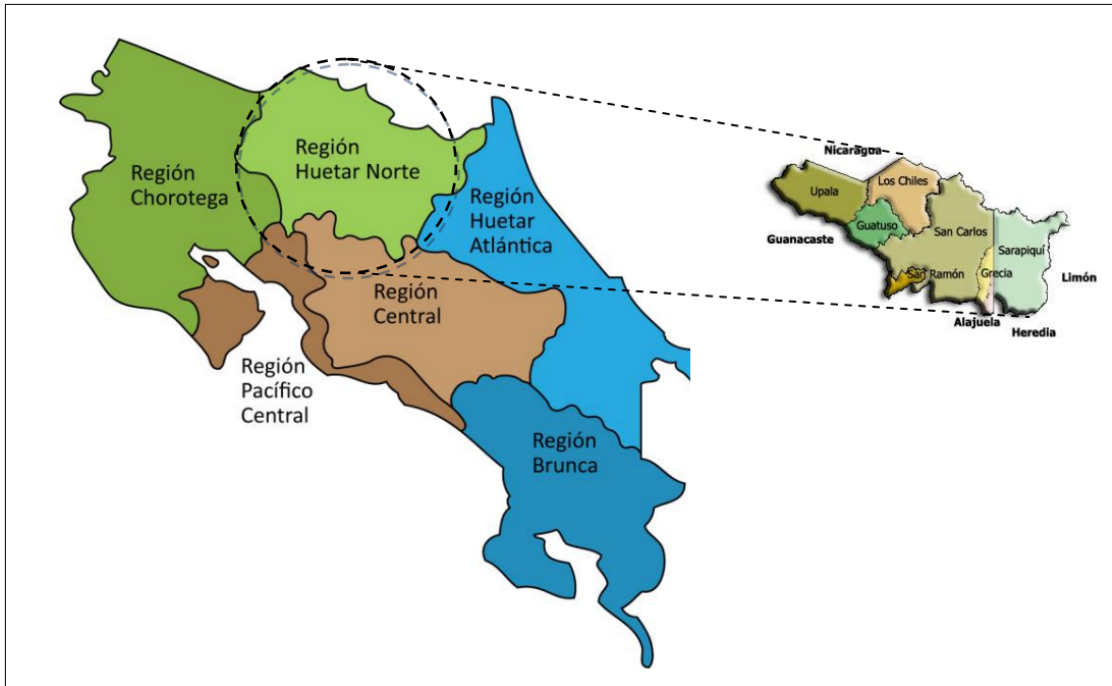 Región
Chorotega
Región
Huetar Norte
Región
Huetar
Atlántica
Región
Central
Región
Pacífico
Central
Región
Brunca
Nicaragua
Upala
Los Chiles
Guatuso
Guanacaste
San Carlos
Sarapiquí
San Ramón
Grecia
Limón
Alajuela
Heredia